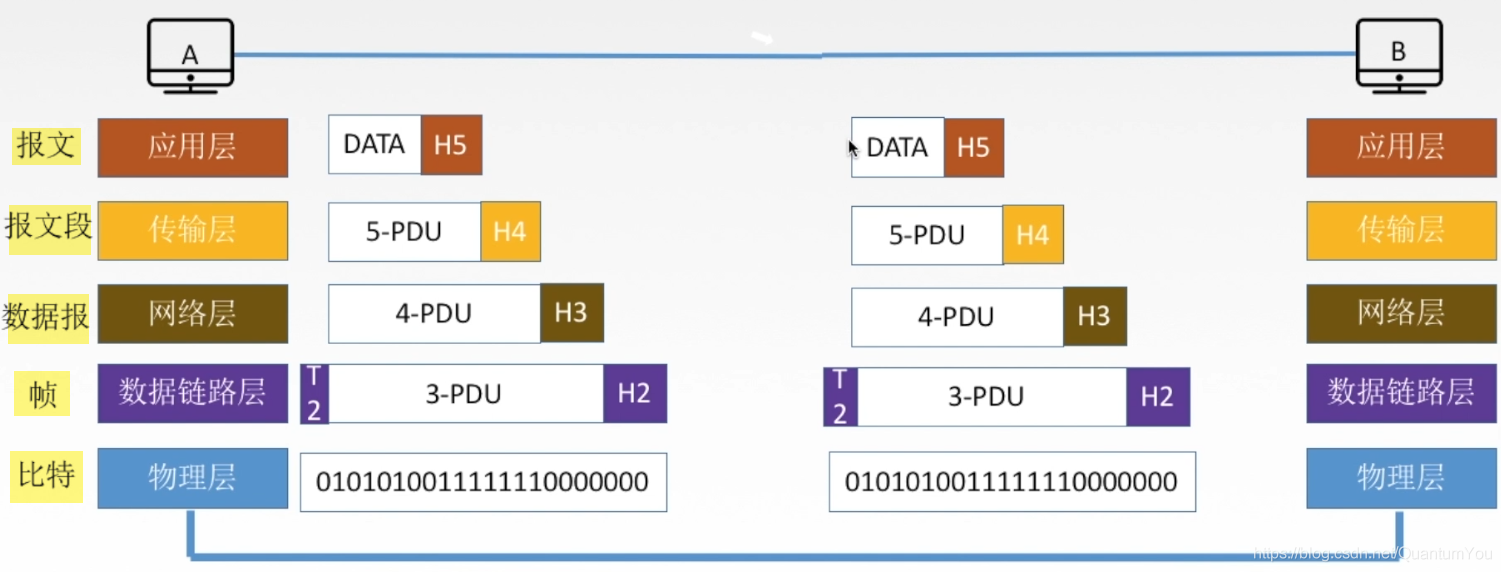 A
B
报文
应用层
DATA
H5
DATA
H5
应用层
报文段
传输层
5-PDU
H4
5-PDU
H4
传输层
数据报
网络层
4-PDU
H3
4-PDU
H3
网络层
帧
数据链路层
T
2
3-PDU
H2
T
2
3-PDU
H2
数据链路层
比特
物理层
0101010011111110000000
0101010011111110000000
物理层
https://blog.csdn.net/QuantumYou